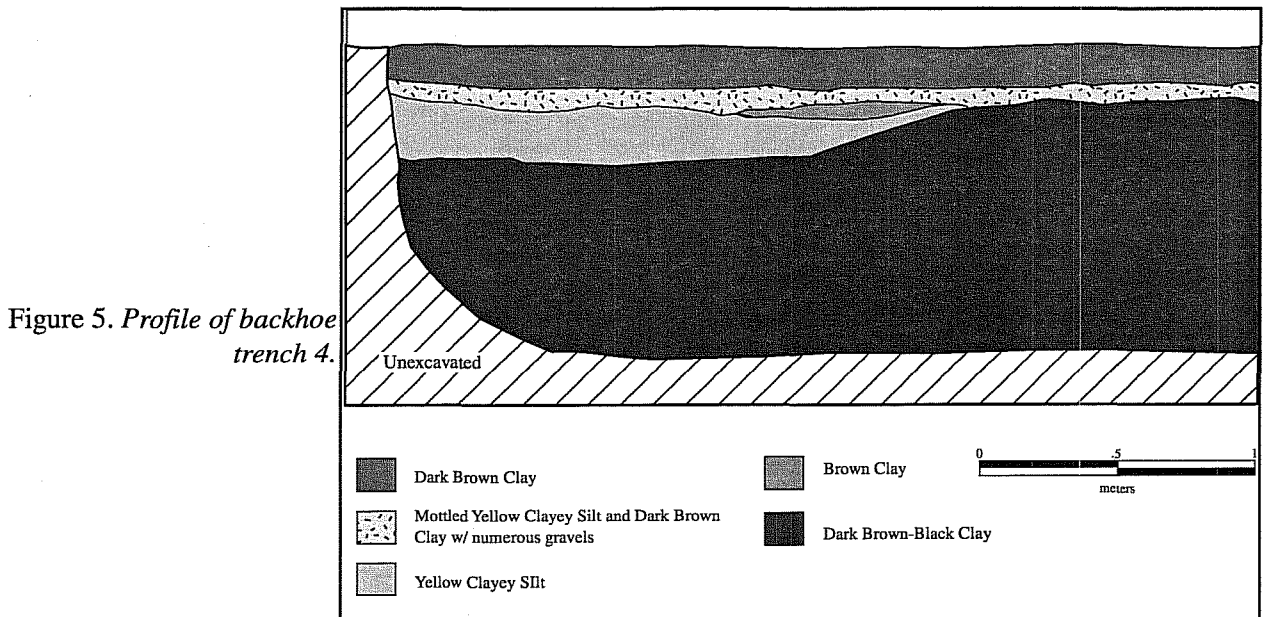 Figure 5. Profile of backhoe
trench 4.
Unexcavated
Dark Brown Clay
Mottled Yellow Clayey Silt and Dark Brown
Clay w/ numerous gravels
Yellow Clayey SIlt
Brown Clay
Dark Brown-Black Clay
0 .5 1
meters